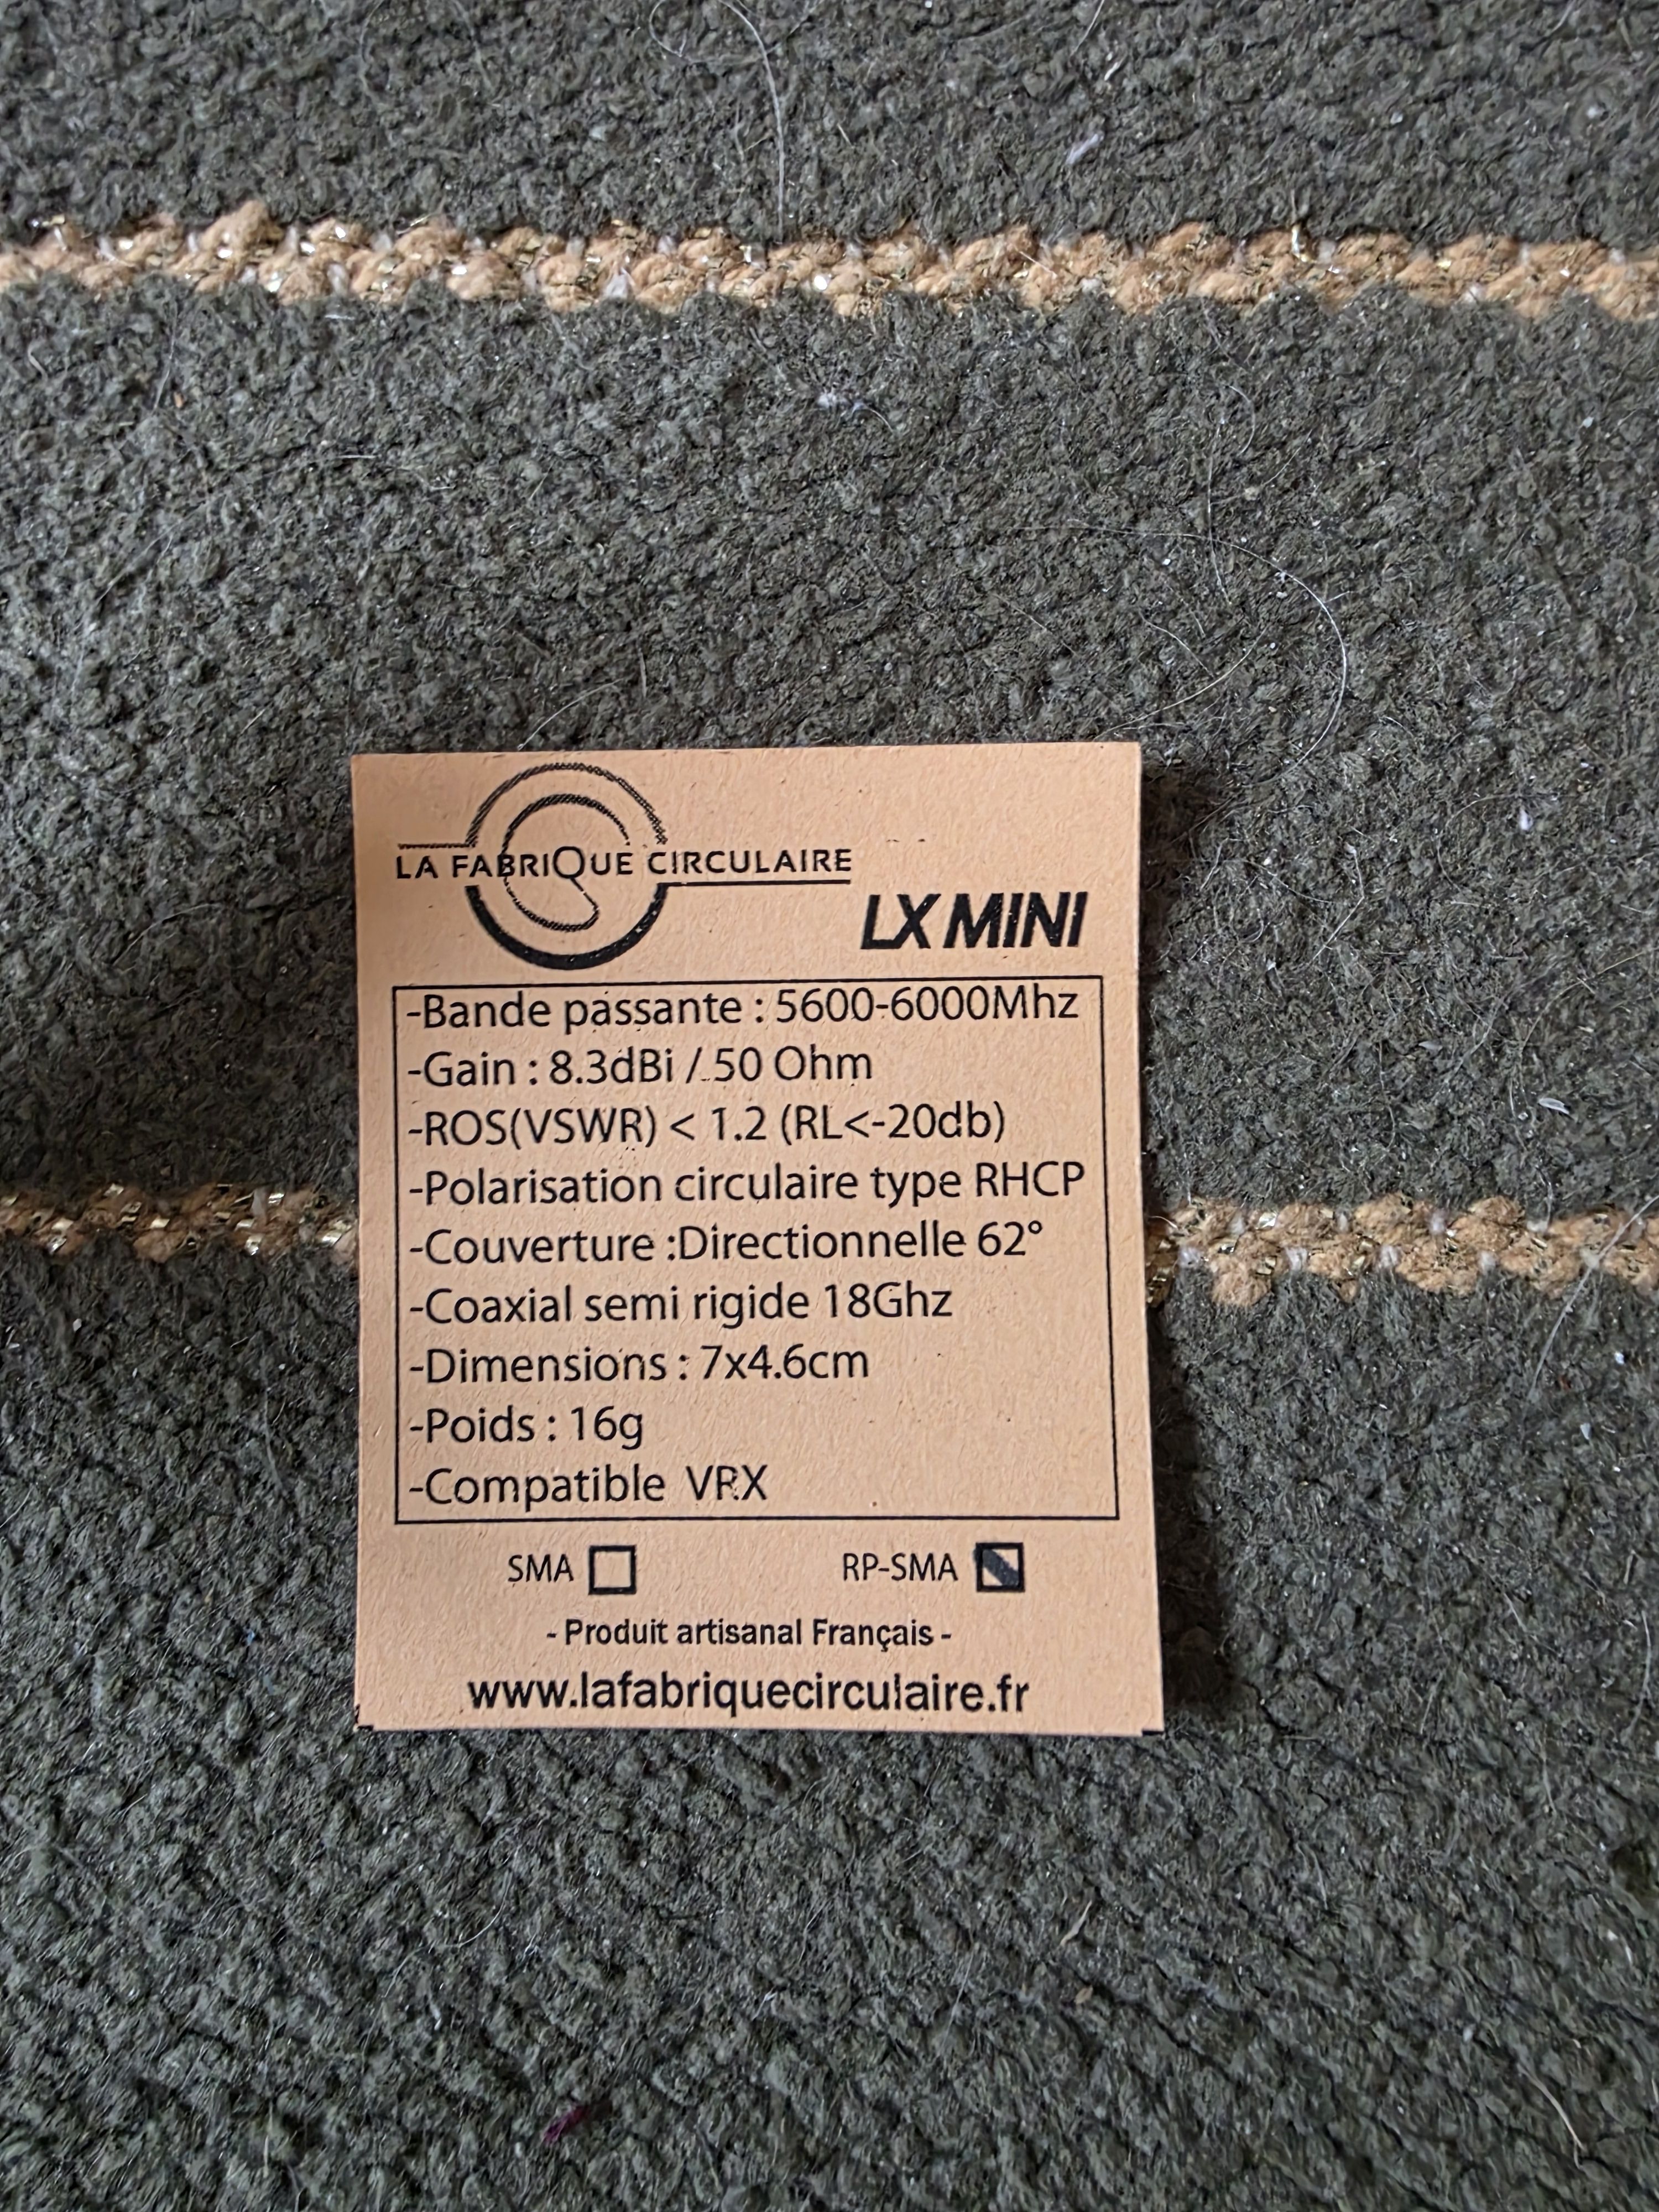 LA FABRIQUE CIRCULAIRE
LX MINI
-Bande passante : 5600-6000Mhz
-Gain : 8.3dBi / 50 Ohm
-ROS(VSWR) < 1.2 (RL<-20db)
-Polarisation circulaire type RHCP
-Couverture :Directionnelle 62°
-Coaxial semi rigide 18Ghz
-Dimensions : 7x4.6cm
-Poids : 16g
-Compatible VRX
SMA RP-SMA
- Produit artisanal Français -
www.lafabriquecirculaire.fr